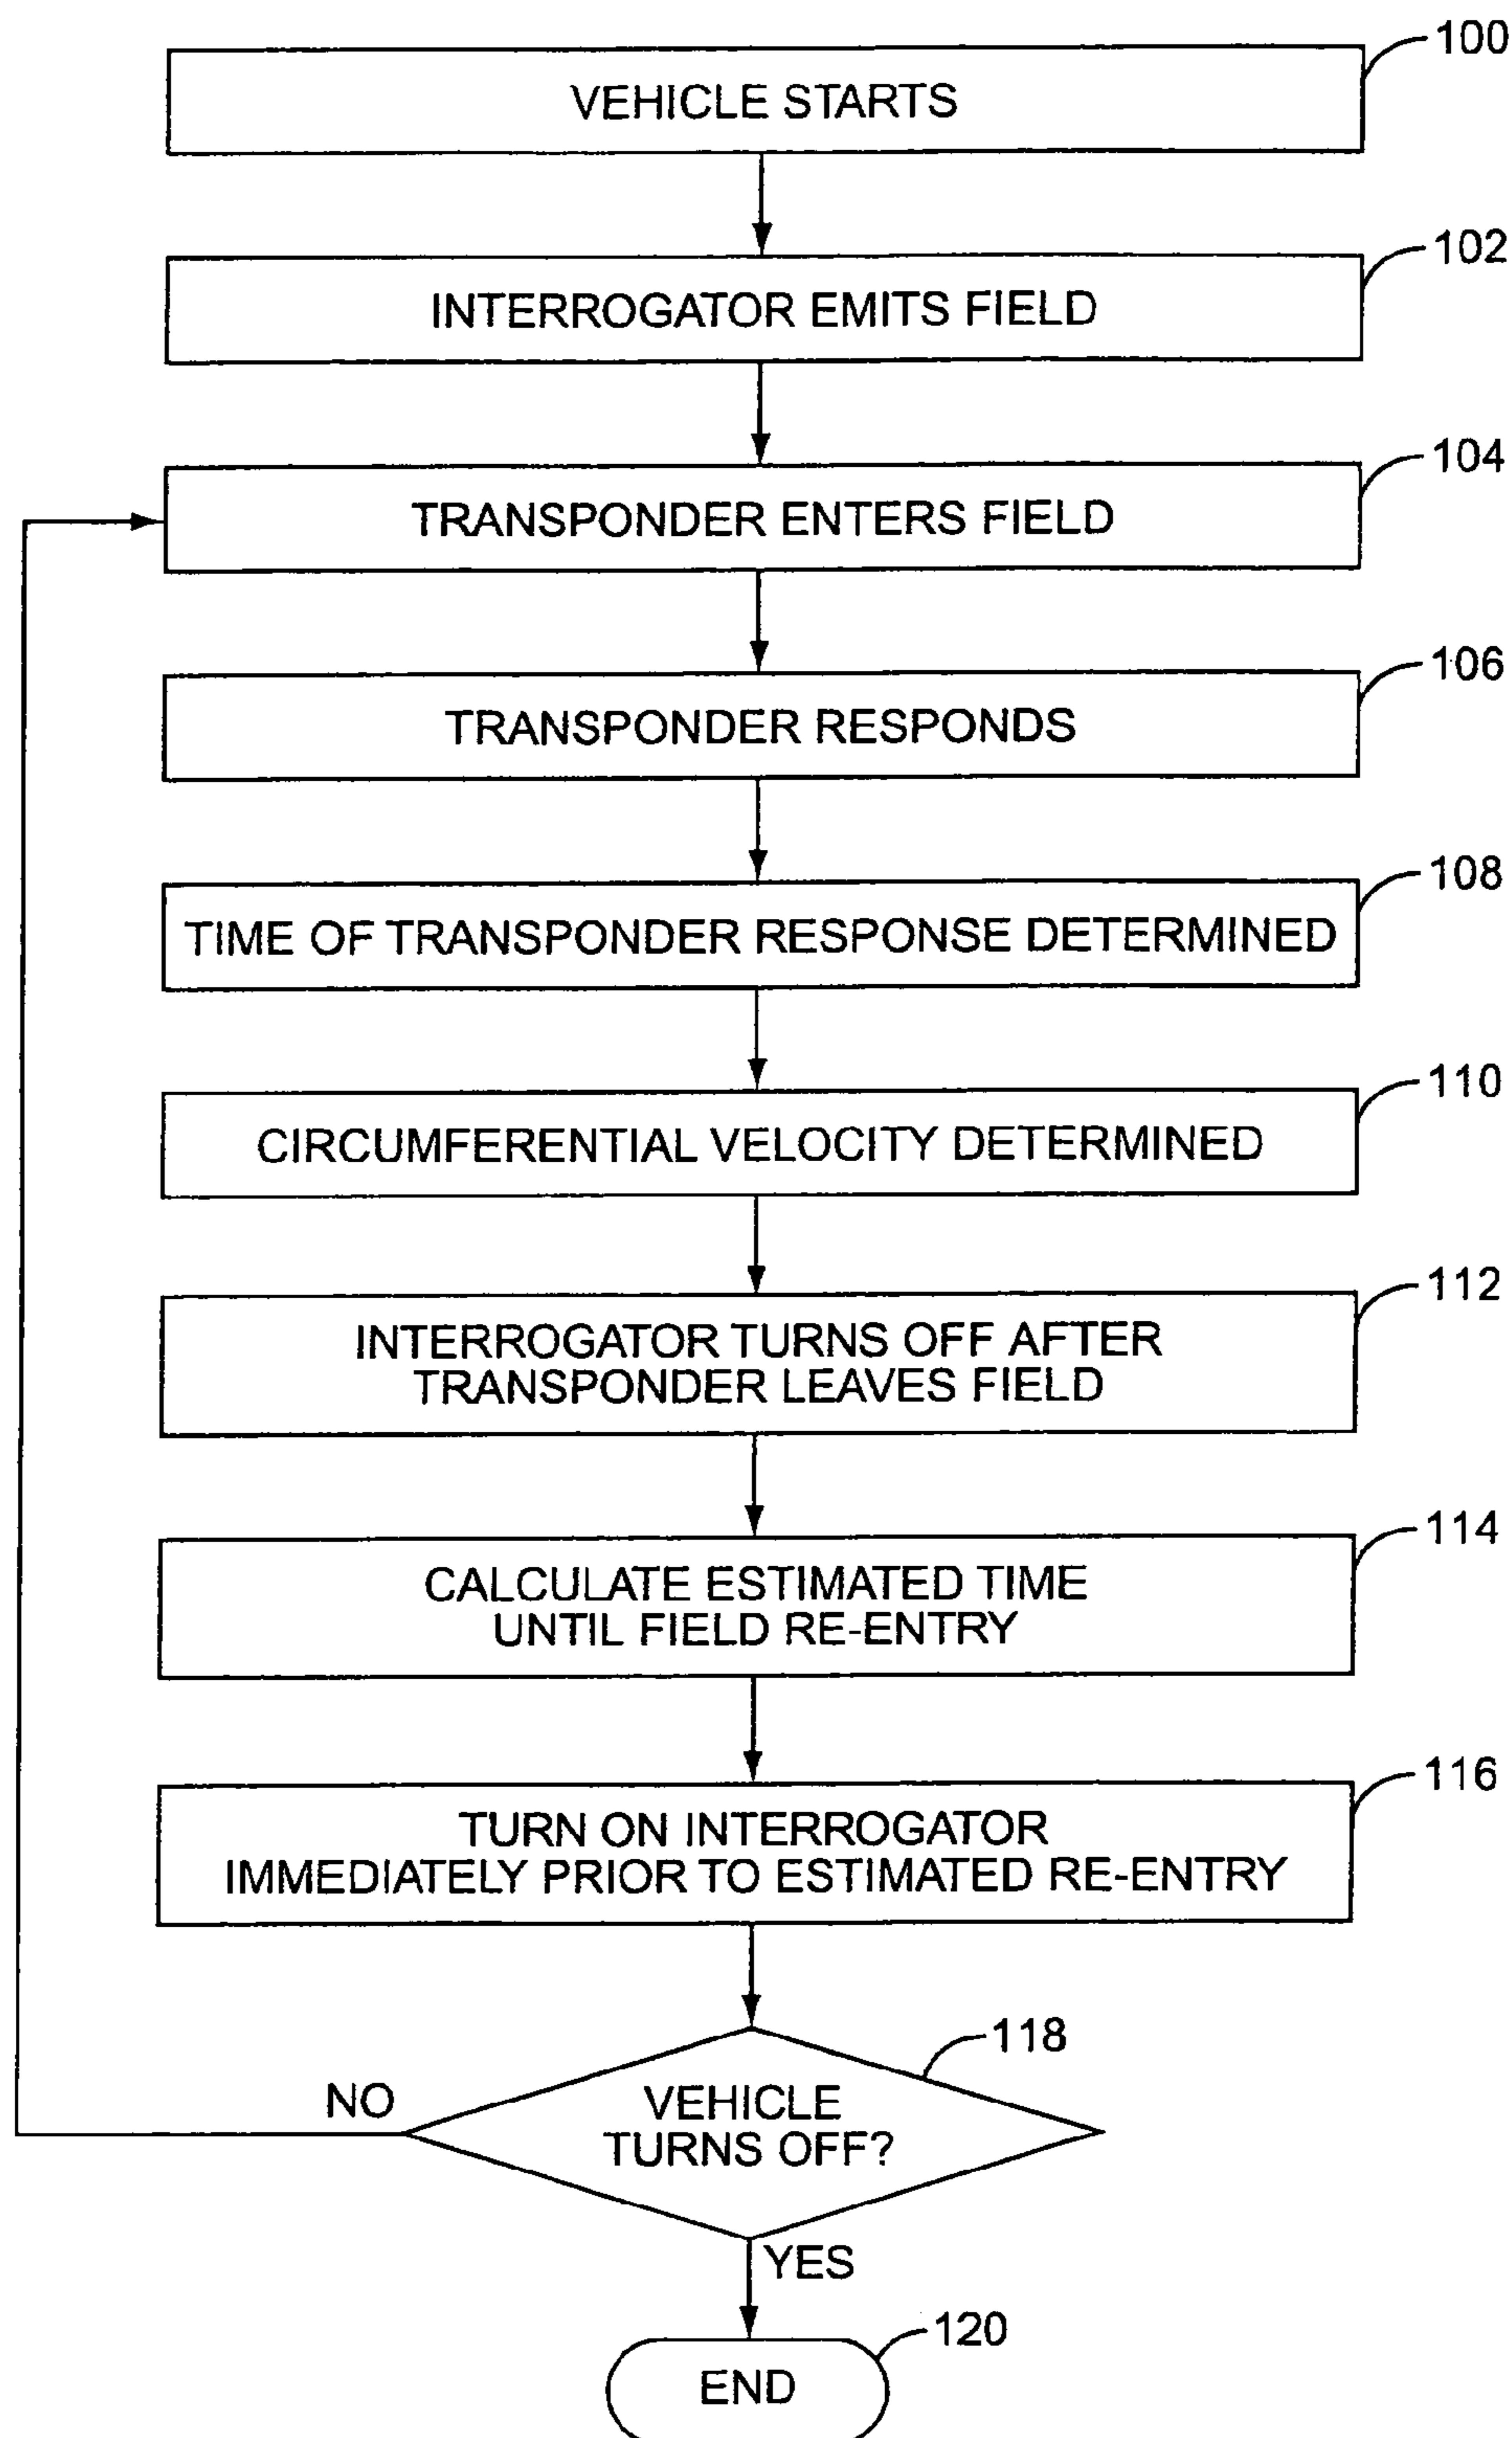 100
VEHICLE STARTS
102
INTERROGATOR EMITS FIELD
104
TRANSPONDER ENTERS FIELD
106
TRANSPONDER RESPONDS
108
TIME OF TRANSPONDER RESPONSE DETERMINED
110
CIRCUMFERENTIAL VELOCITY DETERMINED
112
INTERROGATOR TURNS OFF AFTER
TRANSPONDER LEAVES FIELD
114
CALCULATE ESTIMATED TIME
UNTIL FIELD RE-ENTRY
116
TURN ON INTERROGATOR
IMMEDIATELY PRIOR TO ESTIMATED RE-ENTRY
118
NO
VEHICLE
TURNS OFF?
YES
120
END